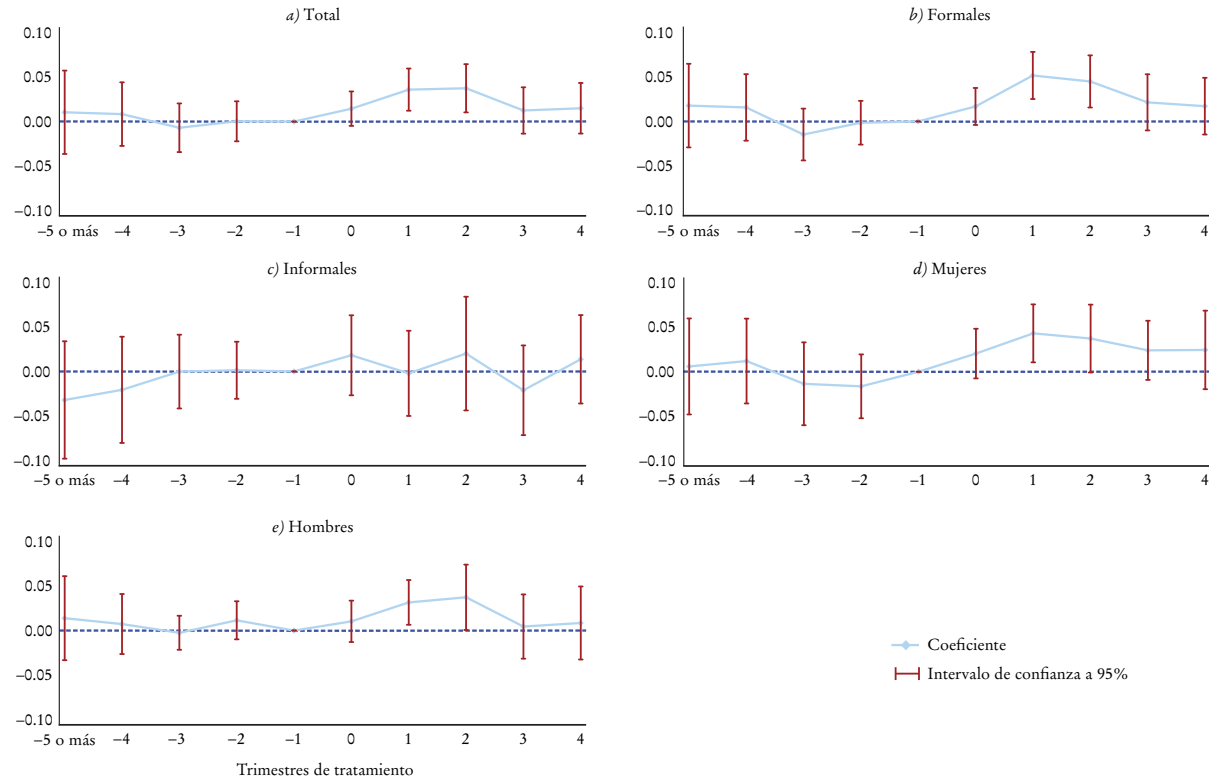 a) Total
0.10
0.05
0.00
−0.05
−0.10
−5 o más −4 −3 −2 −1 0 1 2 3 4
b) Formales
0.10
0.05
0.00
−0.05
−0.10
−5 o más −4 −3 −2 −1 0 1 2 3 4
c) Informales
0.10
0.05
0.00
−0.05
−0.10
−5 o más −4 −3 −2 −1 0 1 2 3 4
d) Mujeres
0.10
0.05
0.00
−0.05
−0.10
−5 o más −4 −3 −2 −1 0 1 2 3 4
e) Hombres
0.10
0.05
0.00
−0.05
−0.10
−5 o más −4 −3 −2 −1 0 1 2 3 4
Trimestres de tratamiento
Coeficiente
Intervalo de confianza a 95%